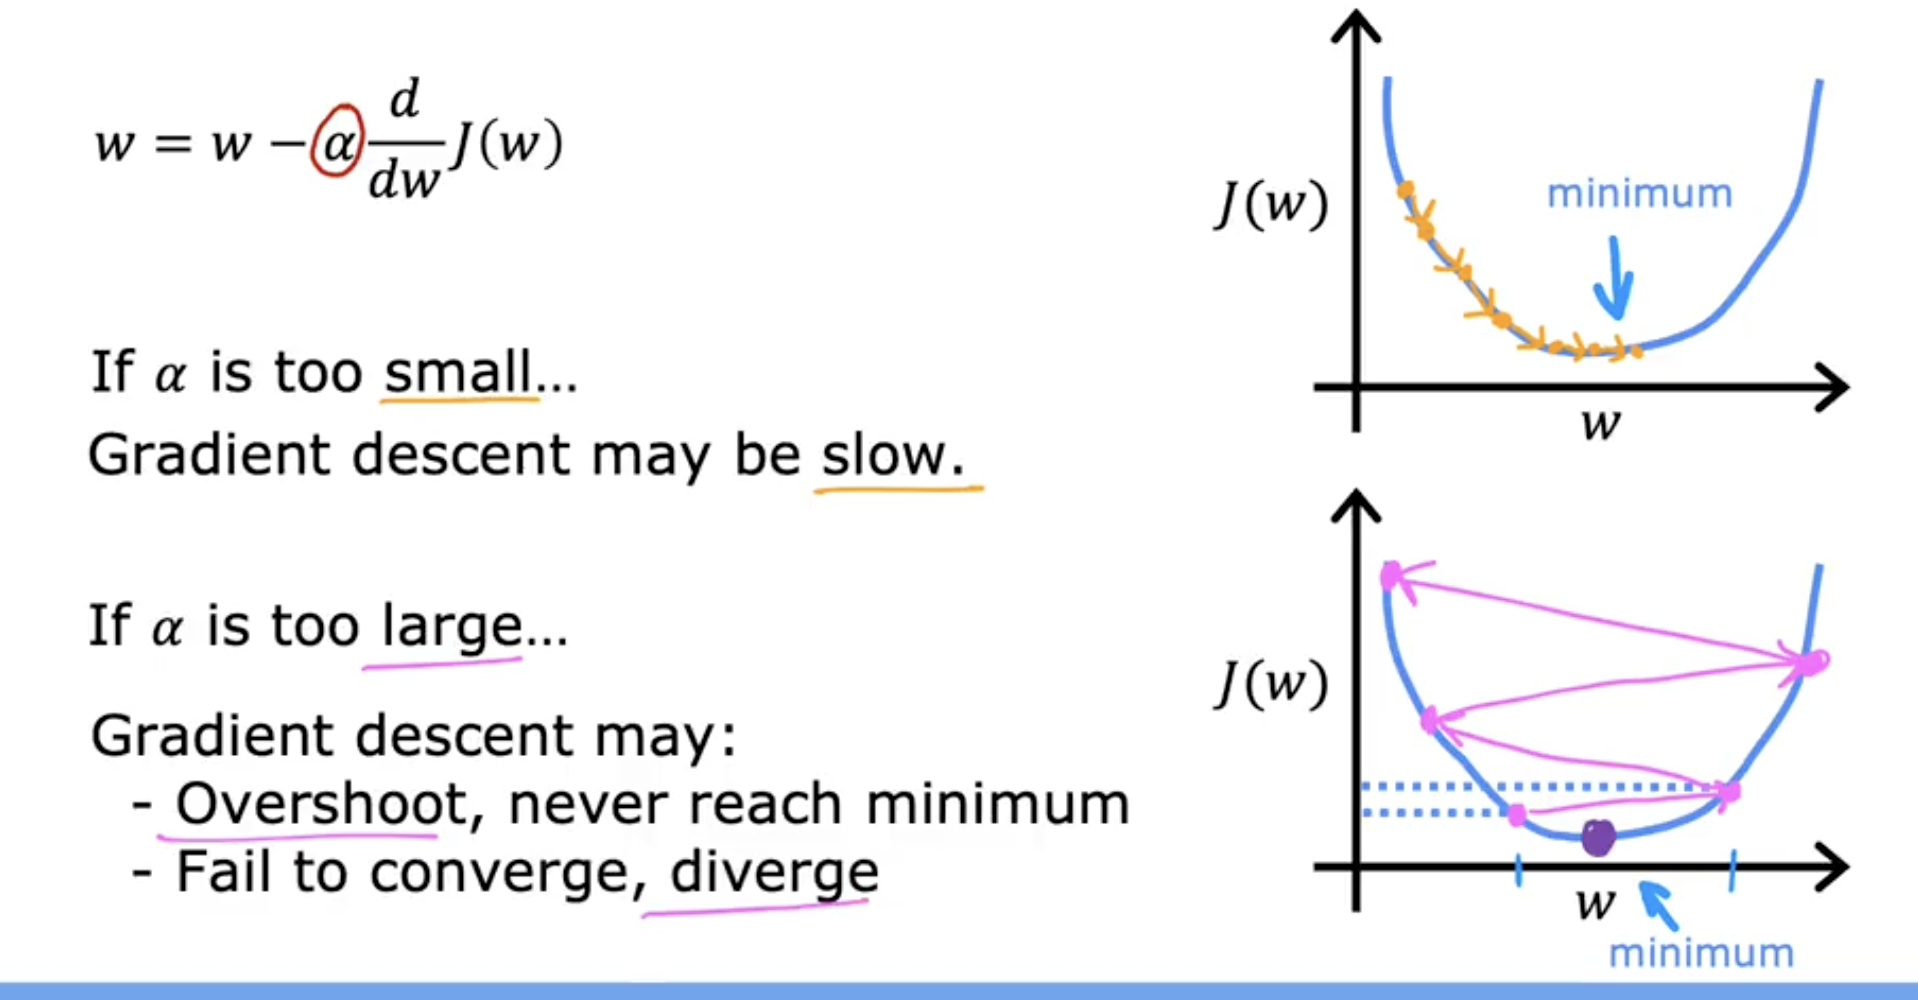 w = w − α d/dw J(w)
If α is too small...
Gradient descent may be slow.
If α is too large...
Gradient descent may:
- Overshoot, never reach minimum
- Fail to converge, diverge
J(w)
minimum
w
J(w)
w
minimum